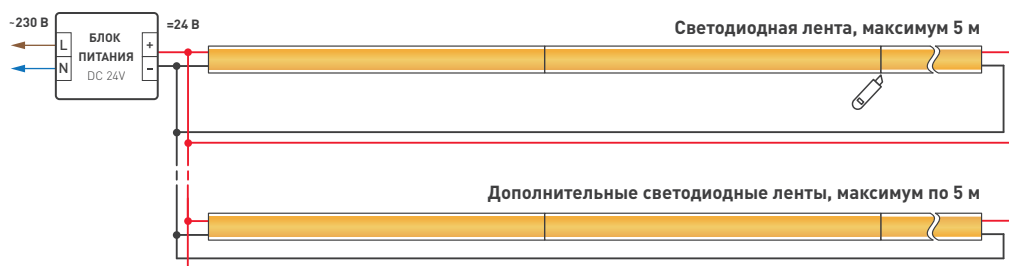 ~230 В
=24 В
Светодиодная лента, максимум 5 м
L
N
БЛОК
ПИТАНИЯ
DC 24V
+
−
Дополнительные светодиодные ленты, максимум по 5 м